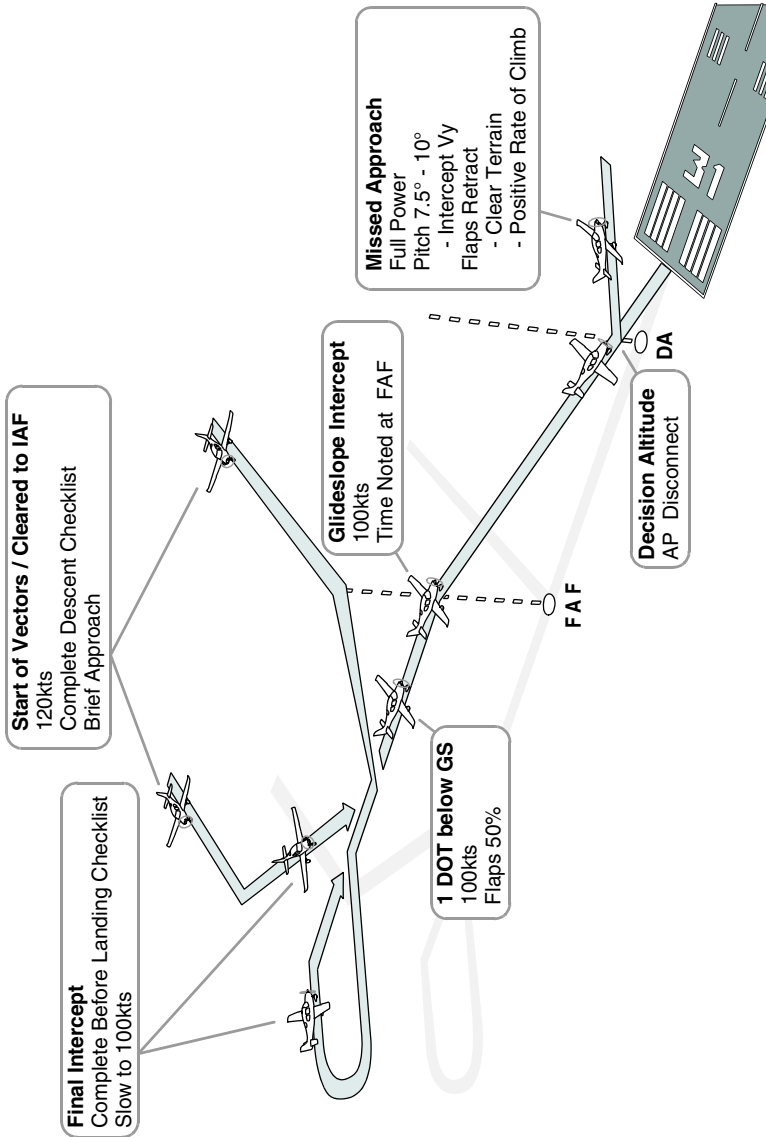 Start of Vectors / Cleared to IAF
120kts
Complete Descent Checklist
Brief Approach
Final Intercept
Complete Before Landing Checklist
Slow to 100kts
1 DOT below GS
100kts
Flaps 50%
Glideslope Intercept
100kts
Time Noted at FAF
FAF
Decision Altitude
AP Disconnect
DA
Missed Approach
Full Power
Pitch 7.5° - 10°
- Intercept Vy
Flaps Retract
- Clear Terrain
- Positive Rate of Climb
31